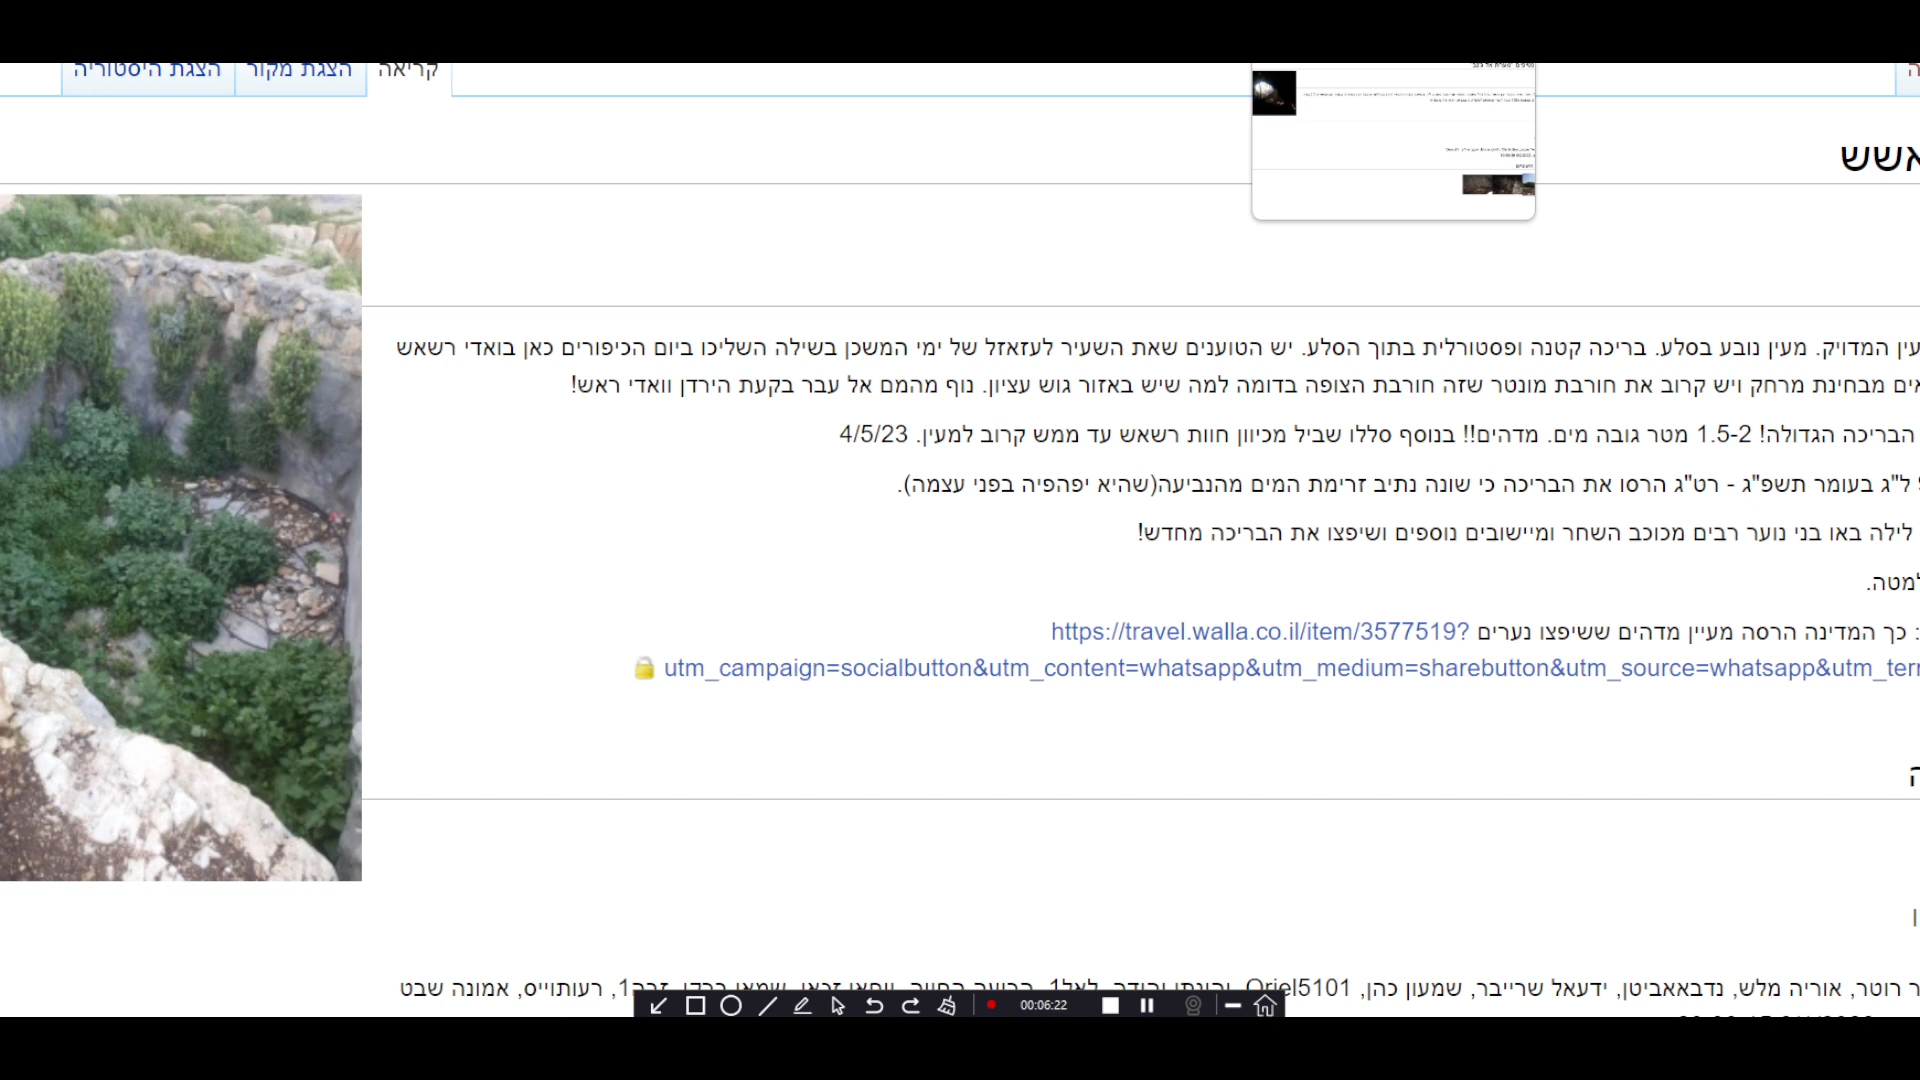 קריאה
הצגת מקור
הצגת היסטוריה
המדויק. מעין נובע בסלע. בריכה קטנה ופסטורלית בתוך הסלע. יש הטוענים שאת השעיר לעזאזל של ימי המשכן בשילה השליכו ביום הכיפורים כאן בואדי רשאש
מבחינת מרחק ויש קרוב את חורבת מונטר שזה חורבת הצופה בדומה למה שיש באזור גוש עציון. נוף מהמם אל עבר בקעת הירדן וואדי ראש!
הבריכה הגדולה! 1.5-2 מטר גובה מים. מדהים!! בנוסף סללו שביל מכיוון חוות רשאש עד ממש קרוב למעין. 4/5/23
ל"ג בעומר תשפ"ג - רט"ג הרסו את הבריכה כי שונה נתיב זרימת המים מהנביעה(שהיא יפהפיה בפני עצמה).
לילה באו בני נוער רבים מכוכב השחר ומיישובים נוספים ושיפצו את הבריכה מחדש!
: כך המדינה הרסה מעיין מדהים ששיפצו נערים https://travel.walla.co.il/item/3577519?
utm_campaign=socialbutton&utm_content=whatsapp&utm_medium=sharebutton&utm_source=whatsapp&utm_ter
רוטר, אוריה מלש, נדבאאביטן, ידעאל שרייבר, שמעון כהן, Oriel5101, רעותוייס, אמונה שבט
00:06:22